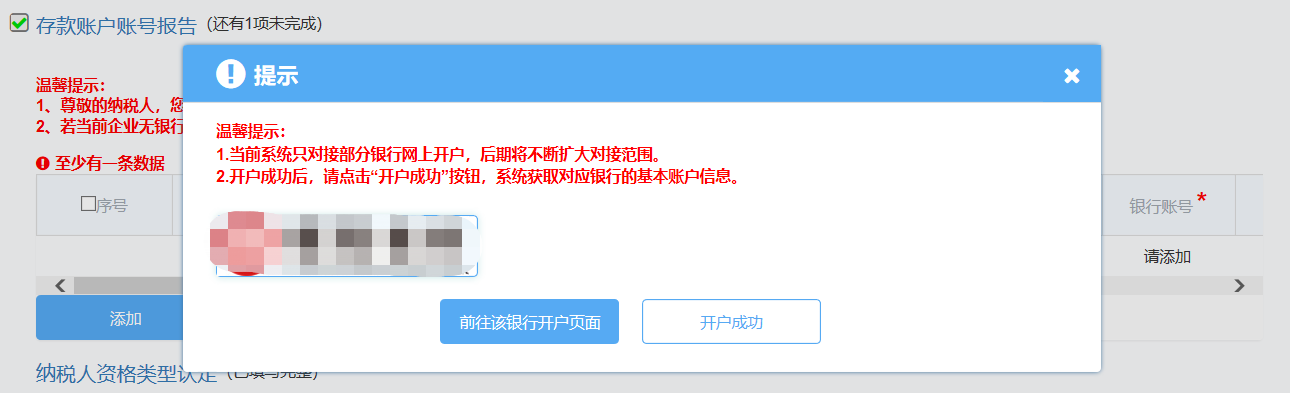 存款账户账号报告（还有1项未完成）
提示
温馨提示：
1、尊敬的纳税人，您
2、若当前企业无银行
至少有一条数据
温馨提示：
1.当前系统只对接部分银行网上开户，后期将不断扩大对接范围。
2.开户成功后，请点击“开户成功”按钮，系统获取对应银行的基本账户信息。
序号
银行账号*
请添加
前往该银行开户页面
开户成功
添加
纳税人资格类型认定（已填写完整）